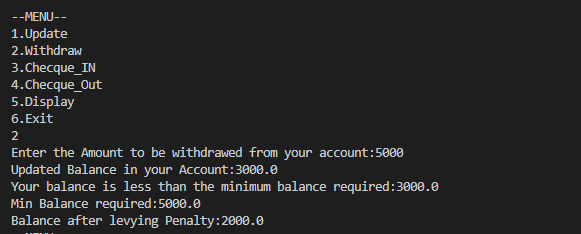 --MENU--
1.Update
2.Withdraw
3.Checque_IN
4.Checque_Out
5.Display
6.Exit
2
Enter the Amount to be withdrawed from your account:5000
Updated Balance in your Account:3000.0
Your balance is less than the minimum balance required:3000.0
Min Balance required:5000.0
Balance after levying Penalty:2000.0
--MENU--